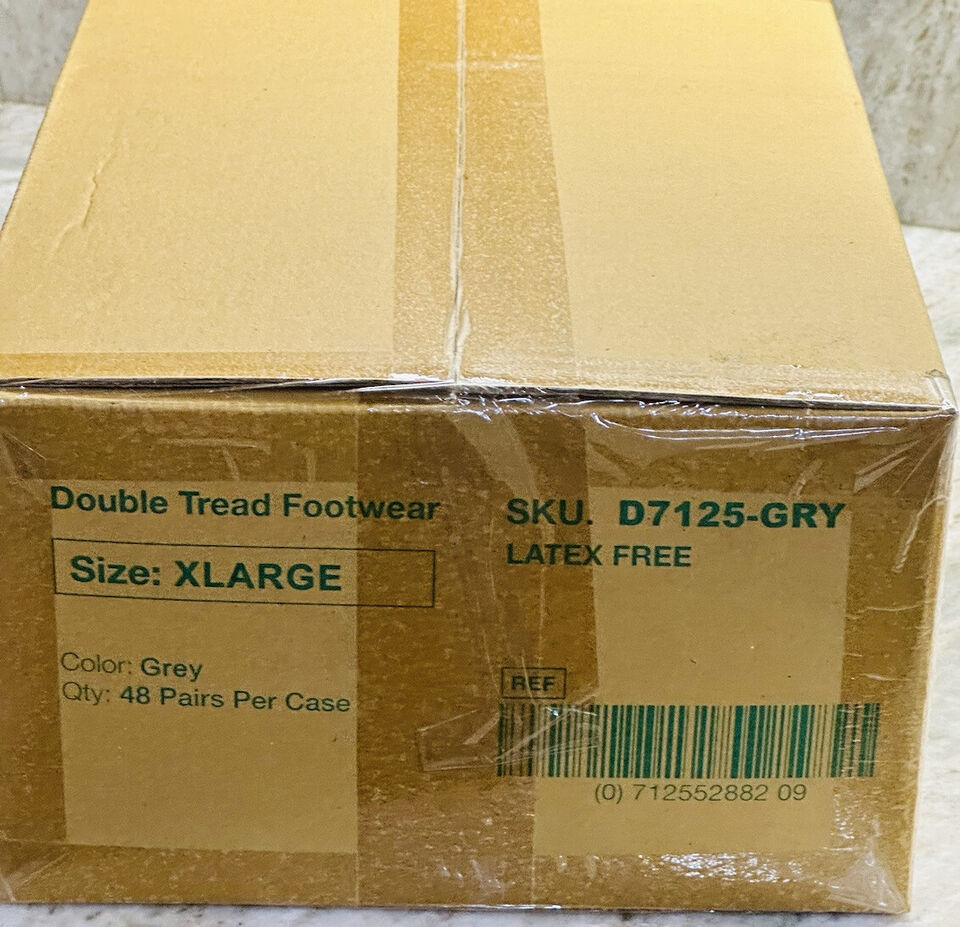 Double Tread Footwear
Size: XLARGE
Color: Grey
Qty: 48 Pairs Per Case
SKU. D7125-GRY
LATEX FREE
REF
(0) 712552882 09